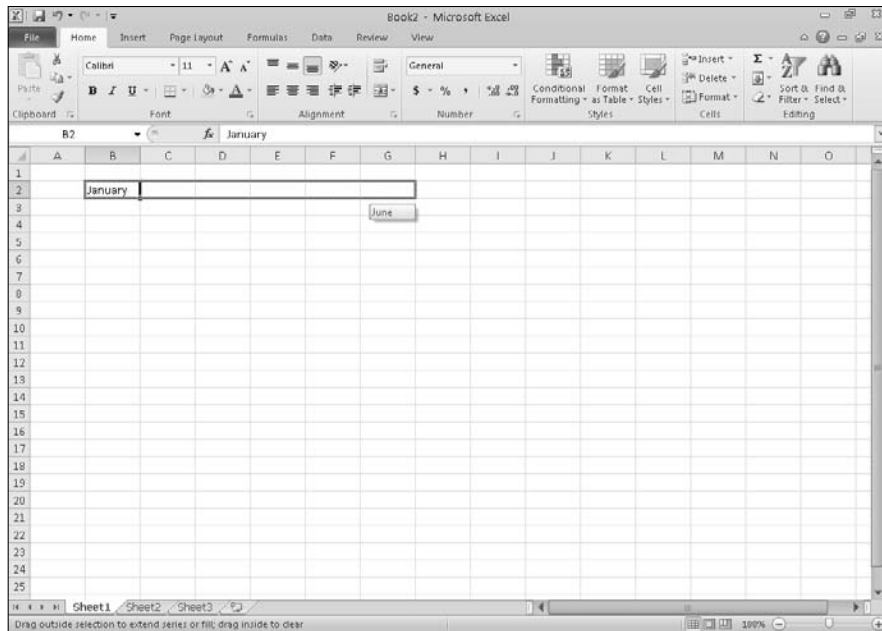 Book2 - Microsoft Excel
File Home Insert Page Layout Formulas Data Review View
Paste
Calibri 11 A A
General
Insert
Delete
Format
B I U A
$ % ,
Conditional Formatting
Format as Table
Cell Styles
Σ
Sort & Filter
Find & Select
Clipboard Font Alignment Number Styles Cells Editing
B2 fx January
A B C D E F G H I J K L M N O
1
2 January
3 June
4
5
6
7
8
9
10
11
12
13
14
15
16
17
18
19
20
21
22
23
24
25
Sheet1 Sheet2 Sheet3
Drag outside selection to extend series or fill; drag inside to clear 100%